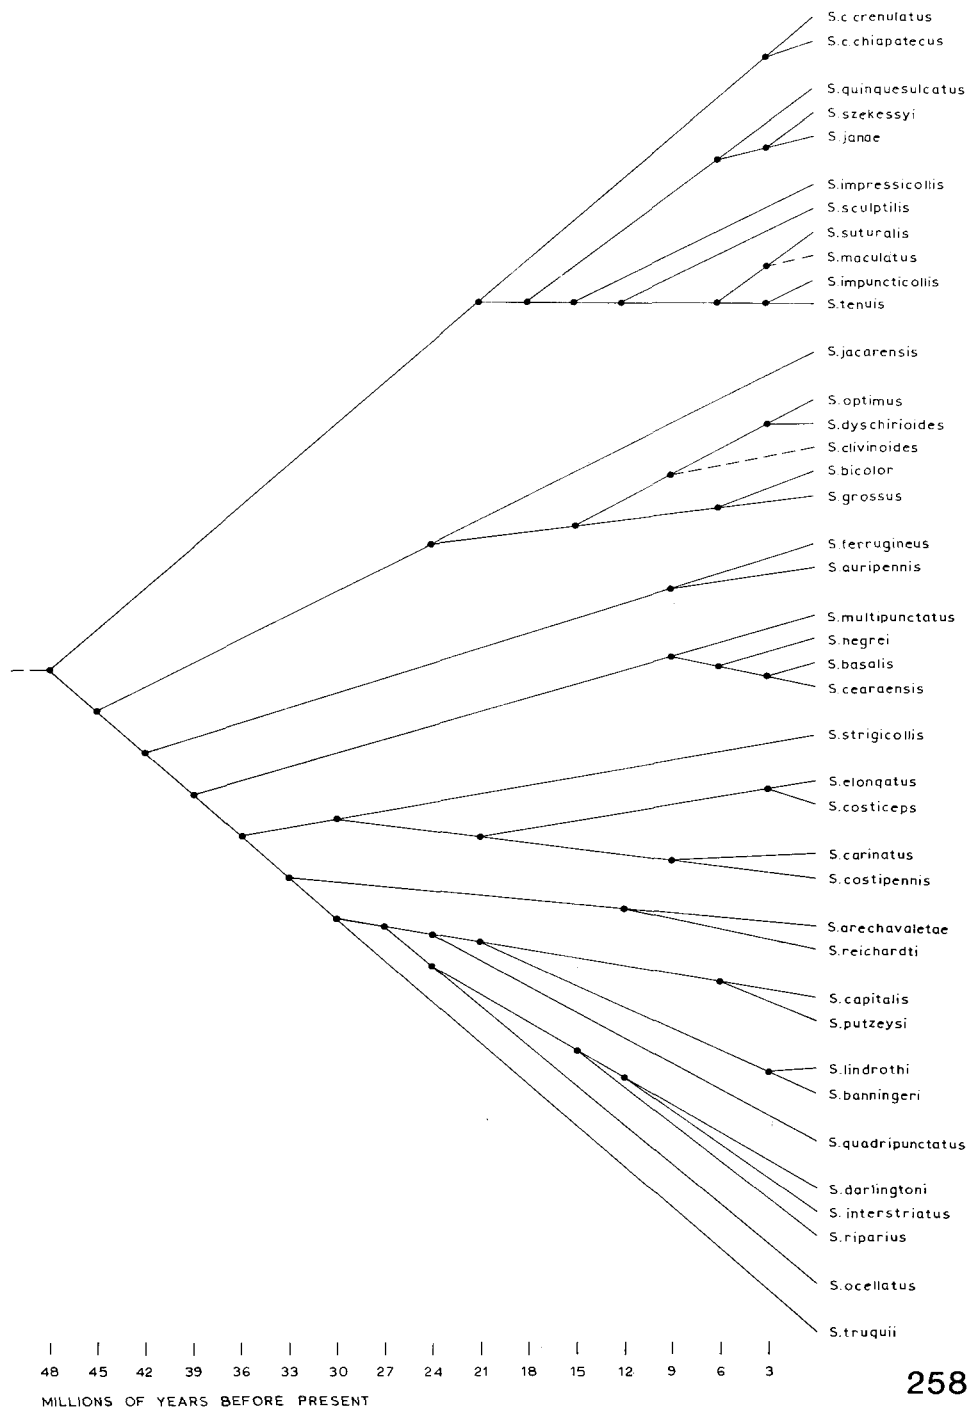 S.c crenulatus
S.c.chiapatecus
S.quinquesulcatus
S.szekessyi
S.janae
S.impressicollis
S.sculptilis
S.suturalis
S.maculatus
S.impuncticollis
S.tenuis
S.jacarensis
S.optimus
S.dyschirioides
S.clivinoides
S.bicolor
S.grossus
S.ferrugineus
S.auripennis
S.multipunctatus
S.negrei
S.basalis
S.cearaensis
S.strigicollis
S.elongatus
S.costiceps
S.carinatus
S.costipennis
S.arechavaletae
S.reichardti
S.capitalis
S.putzeysi
S.lindrothi
S.banningeri
S.quadripunctatus
S.darlingtoni
S.interstriatus
S.riparius
S.ocellatus
S.truquii
48 45 42 39 36 33 30 27 24 21 18 15 12 9 6 3
MILLIONS OF YEARS BEFORE PRESENT
258